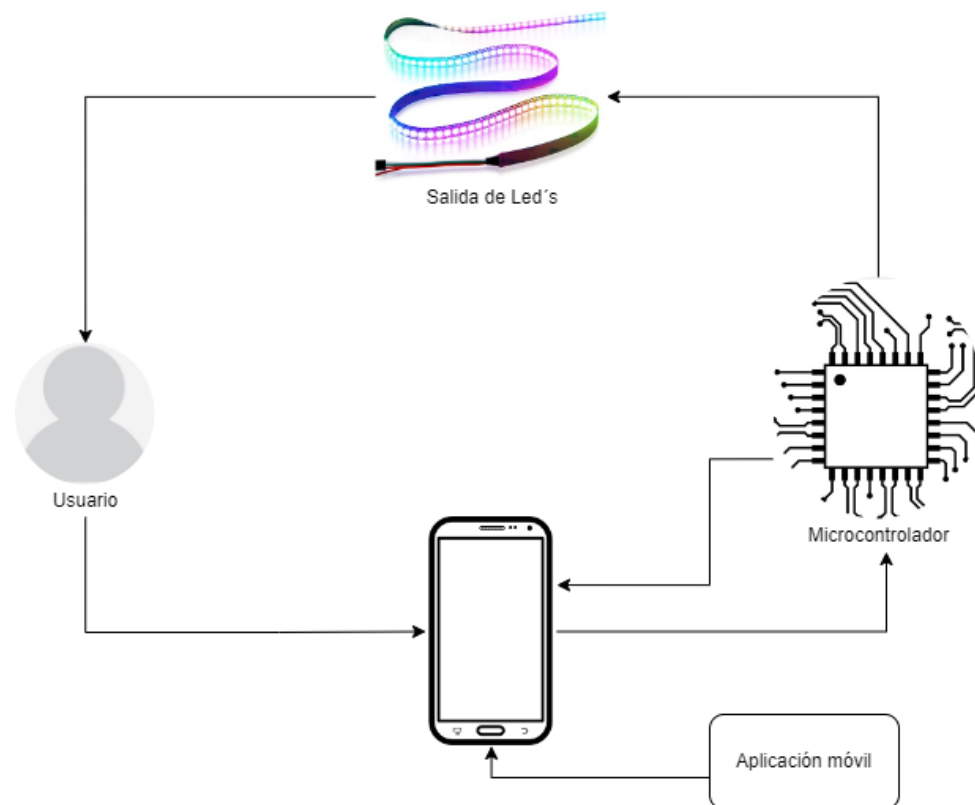 Salida de Led´s
Usuario
Microcontrolador
Aplicación móvil